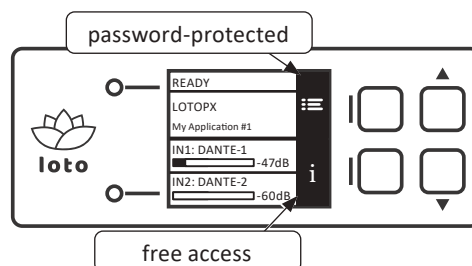 password-protected
READY
LOTOPX
My Application #1
IN1: DANTE-1
-47dB
IN2: DANTE-2
-60dB
i
loto
free access